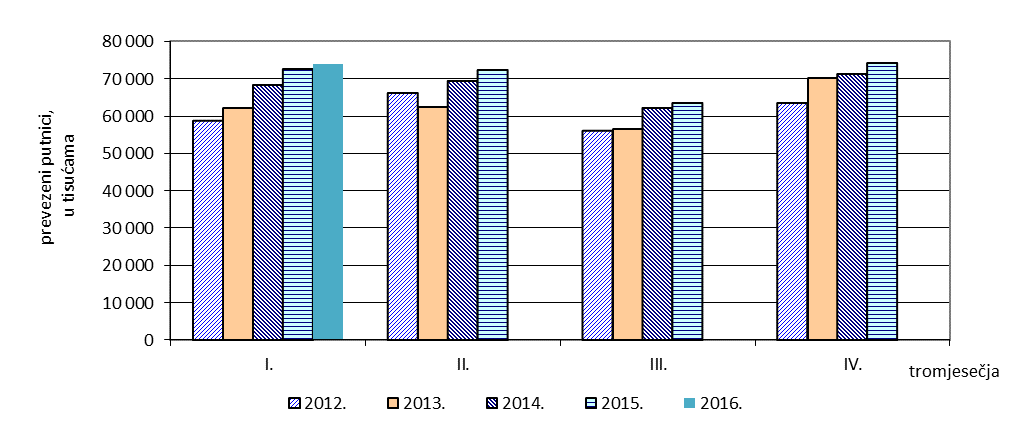 prevezeni putnici,
u tisućama
80 000
70 000
60 000
50 000
40 000
30 000
20 000
10 000
0
I.
II.
III.
IV.
tromjesečja
2012.
2013.
2014.
2015.
2016.